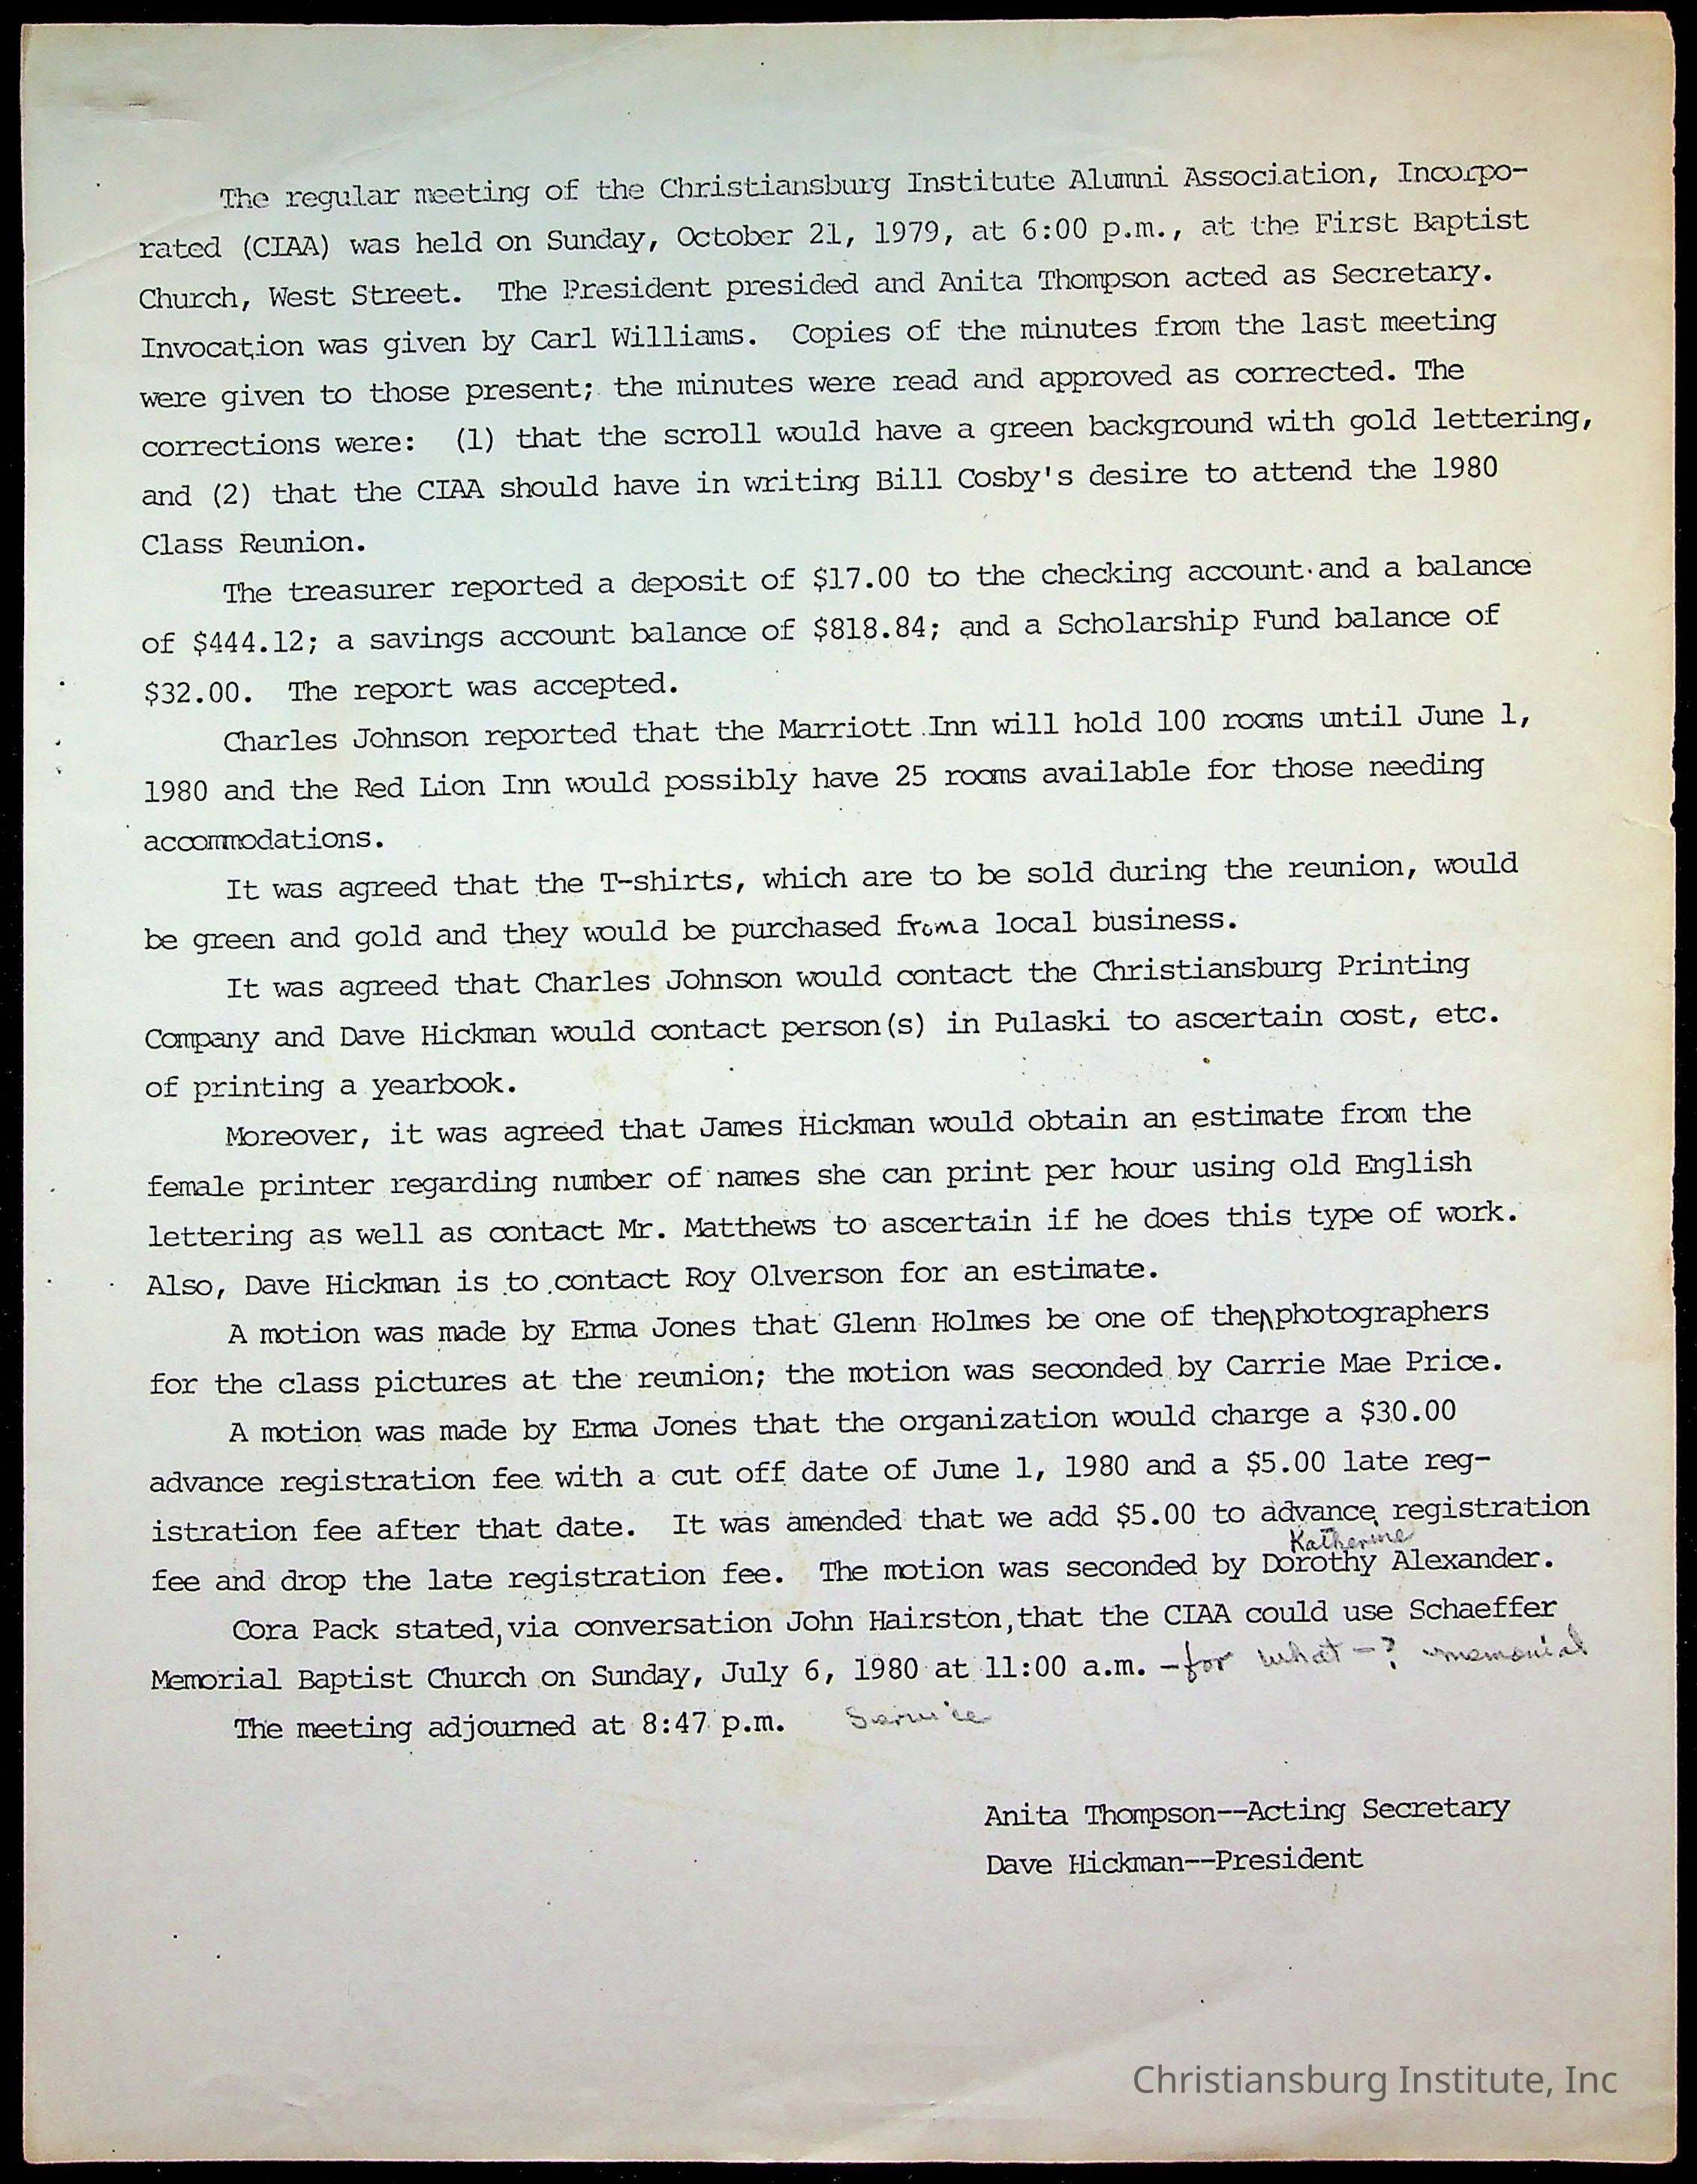 The regular meeting of the Christiansburg Institute Alumni Association, Incorpo-
rated (CIAA) was held on Sunday, October 21, 1979, at 6:00 p.m., at the First Baptist
Church, West Street. The President presided and Anita Thompson acted as Secretary.
Invocation was given by Carl Williams. Copies of the minutes from the last meeting
were given to those present; the minutes were read and approved as corrected. The
corrections were: (1) that the scroll would have a green background with gold lettering,
and (2) that the CIAA should have in writing Bill Cosby's desire to attend the 1980
Class Reunion.
The treasurer reported a deposit of $17.00 to the checking account and a balance
of $444.12; a savings account balance of $818.84; and a Scholarship Fund balance of
$32.00. The report was accepted.
Charles Johnson reported that the Marriott Inn will hold 100 rooms until June 1,
1980 and the Red Lion Inn would possibly have 25 rooms available for those needing
accommodations.
It was agreed that the T-shirts, which are to be sold during the reunion, would
be green and gold and they would be purchased from a local business.
It was agreed that Charles Johnson would contact the Christiansburg Printing
Company and Dave Hickman would contact person(s) in Pulaski to ascertain cost, etc.
of printing a yearbook.
Moreover, it was agreed that James Hickman would obtain an estimate from the
female printer regarding number of names she can print per hour using old English
lettering as well as contact Mr. Matthews to ascertain if he does this type of work.
Also, Dave Hickman is to contact Roy Olverson for an estimate.
A motion was made by Erma Jones that Glenn Holmes be one of the photographers
for the class pictures at the reunion; the motion was seconded by Carrie Mae Price.
A motion was made by Erma Jones that the organization would charge a $30.00
advance registration fee with a cut off date of June 1, 1980 and a $5.00 late reg-
istration fee after that date. It was amended that we add $5.00 to advance registration
Katherine
fee and drop the late registration fee. The motion was seconded by Dorothy Alexander.
Cora Pack stated, via conversation John Hairston, that the CIAA could use Schaeffer
Memorial Baptist Church on Sunday, July 6, 1980 at 11:00 a.m. - for what - ? memorial
The meeting adjourned at 8:47 p.m. Service
Anita Thompson--Acting Secretary
Dave Hickman--President
Christiansburg Institute, Inc